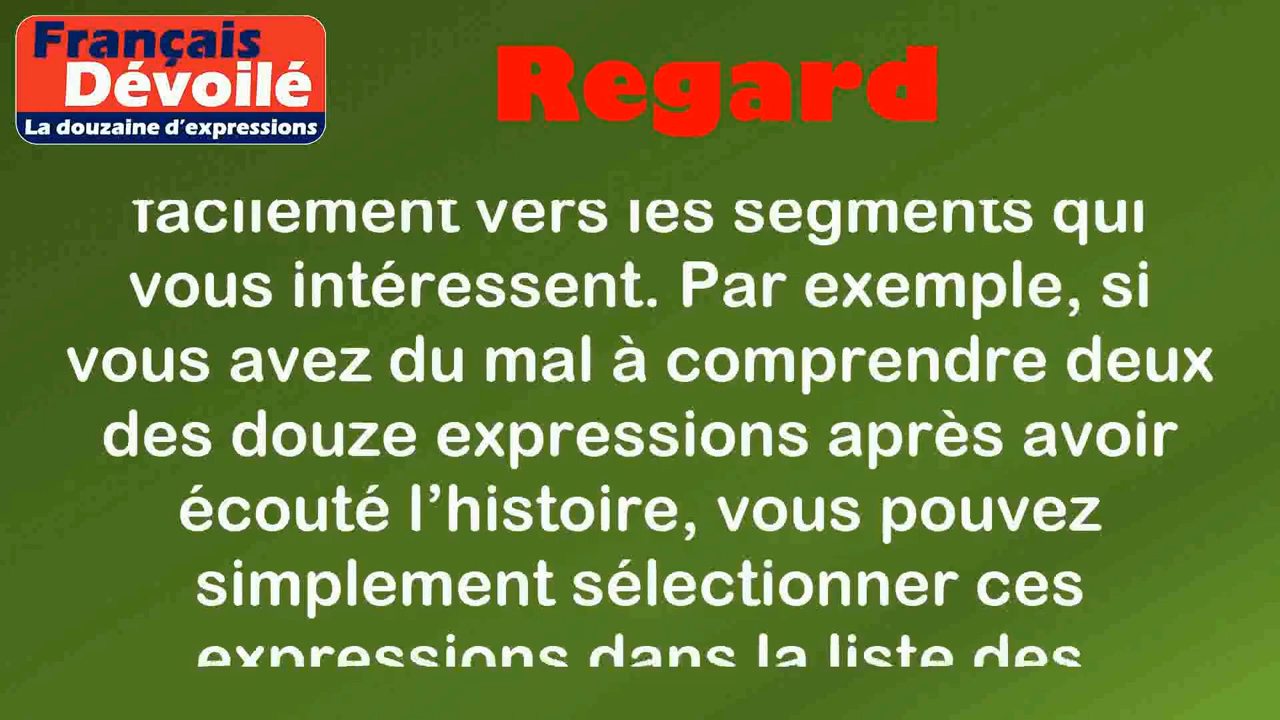 Français
Dévoilé
La douzaine d'expressions
Regard
facilement vers les segments qui
vous intéressent. Par exemple, si
vous avez du mal à comprendre deux
des douze expressions après avoir
écouté l’histoire, vous pouvez
simplement sélectionner ces
expressions dans la liste des